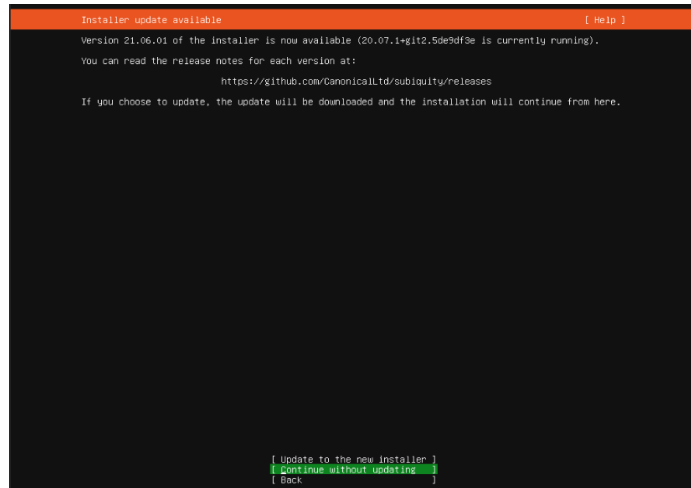 Installer update available [ Help ]
Version 21.06.01 of the installer is now available (20.07.1+git2.5de9df3e is currently running).
You can read the release notes for each version at:
https://github.com/CanonicalLtd/subiquity/releases
If you choose to update, the update will be downloaded and the installation will continue from here.
[ Update to the new installer ]
[ Continue without updating ]
[ Back ]